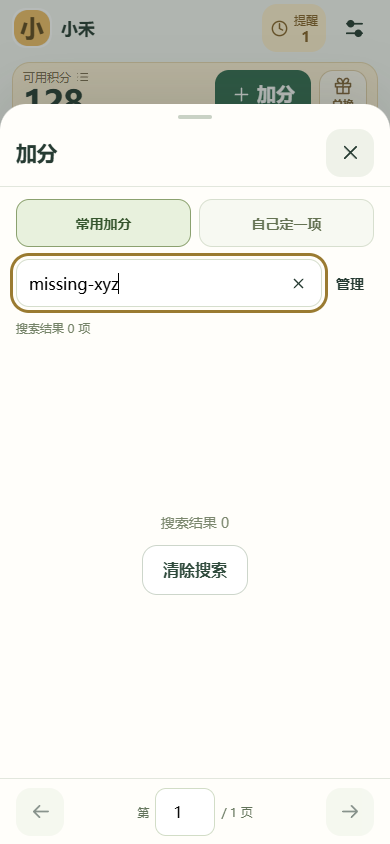 小 小禾
提醒
1
可用积分
128
加分
兑换
加分
常用加分
自己定一项
missing-xyz
管理
搜索结果 0 项
搜索结果 0
清除搜索
第 1 / 1 页